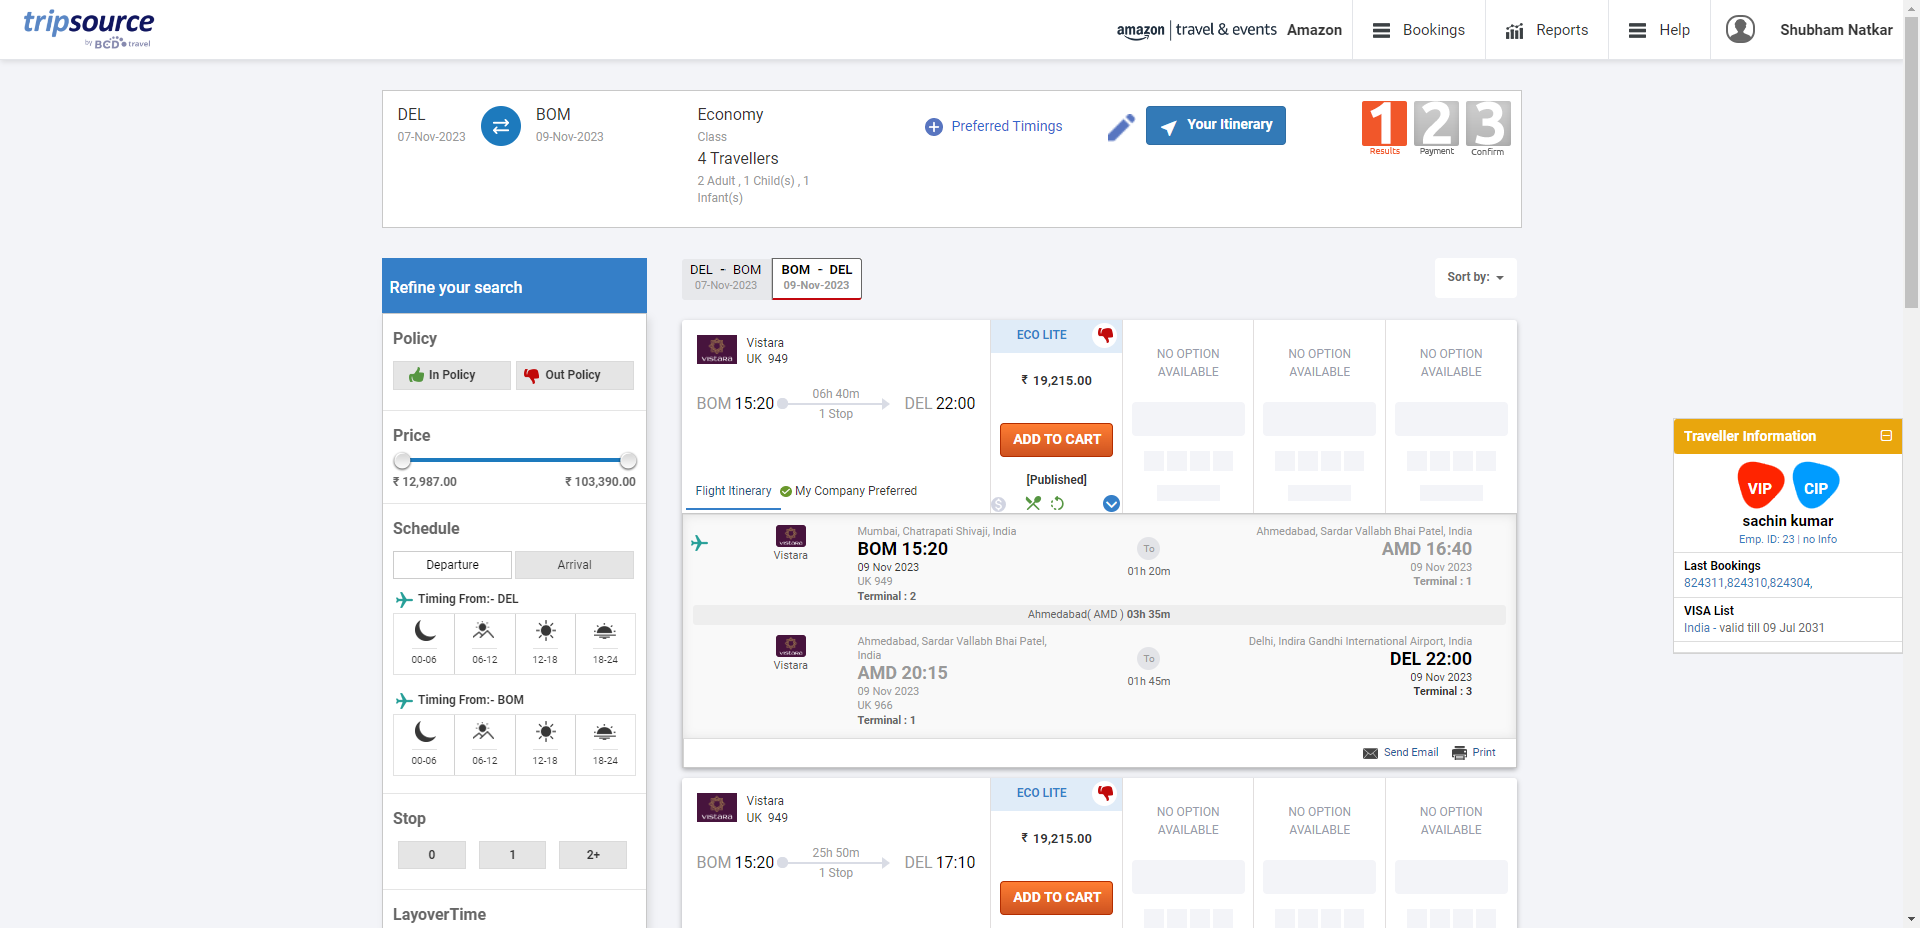 tripsource
by BCD travel
amazon | travel & events Amazon
Bookings
Reports
Help
Shubham Natkar
DEL
07-Nov-2023
BOM
09-Nov-2023
Economy
Class
4 Travellers
2 Adult , 1 Child(s) , 1
Infant(s)
Preferred Timings
Your Itinerary
1
Results
2
Payment
3
Confirm
Refine your search
Policy
In Policy
Out Policy
Price
₹ 12,987.00
₹ 103,390.00
Schedule
Departure
Arrival
Timing From:- DEL
00-06
06-12
12-18
18-24
Timing From:- BOM
00-06
06-12
12-18
18-24
Stop
0
1
2+
LayoverTime
DEL - BOM
07-Nov-2023
BOM - DEL
09-Nov-2023
Sort by:
VISTARA
Vistara
UK 949
BOM 15:20
06h 40m
1 Stop
DEL 22:00
Flight Itinerary
My Company Preferred
ECO LITE
₹ 19,215.00
ADD TO CART
[Published]
NO OPTION
AVAILABLE
NO OPTION
AVAILABLE
NO OPTION
AVAILABLE
Vistara
Mumbai, Chatrapati Shivaji, India
BOM 15:20
09 Nov 2023
UK 949
Terminal : 2
To
01h 20m
Ahmedabad, Sardar Vallabh Bhai Patel, India
AMD 16:40
09 Nov 2023
Terminal : 1
Ahmedabad( AMD ) 03h 35m
Vistara
Ahmedabad, Sardar Vallabh Bhai Patel,
India
AMD 20:15
09 Nov 2023
UK 966
Terminal : 1
To
01h 45m
Delhi, Indira Gandhi International Airport, India
DEL 22:00
09 Nov 2023
Terminal : 3
Send Email
Print
VISTARA
Vistara
UK 949
BOM 15:20
25h 50m
1 Stop
DEL 17:10
ECO LITE
₹ 19,215.00
ADD TO CART
NO OPTION
AVAILABLE
NO OPTION
AVAILABLE
NO OPTION
AVAILABLE
Traveller Information
VIP
CIP
sachin kumar
Emp. ID: 23 | no Info
Last Bookings
824311,824310,824304,
VISA List
India - valid till 09 Jul 2031